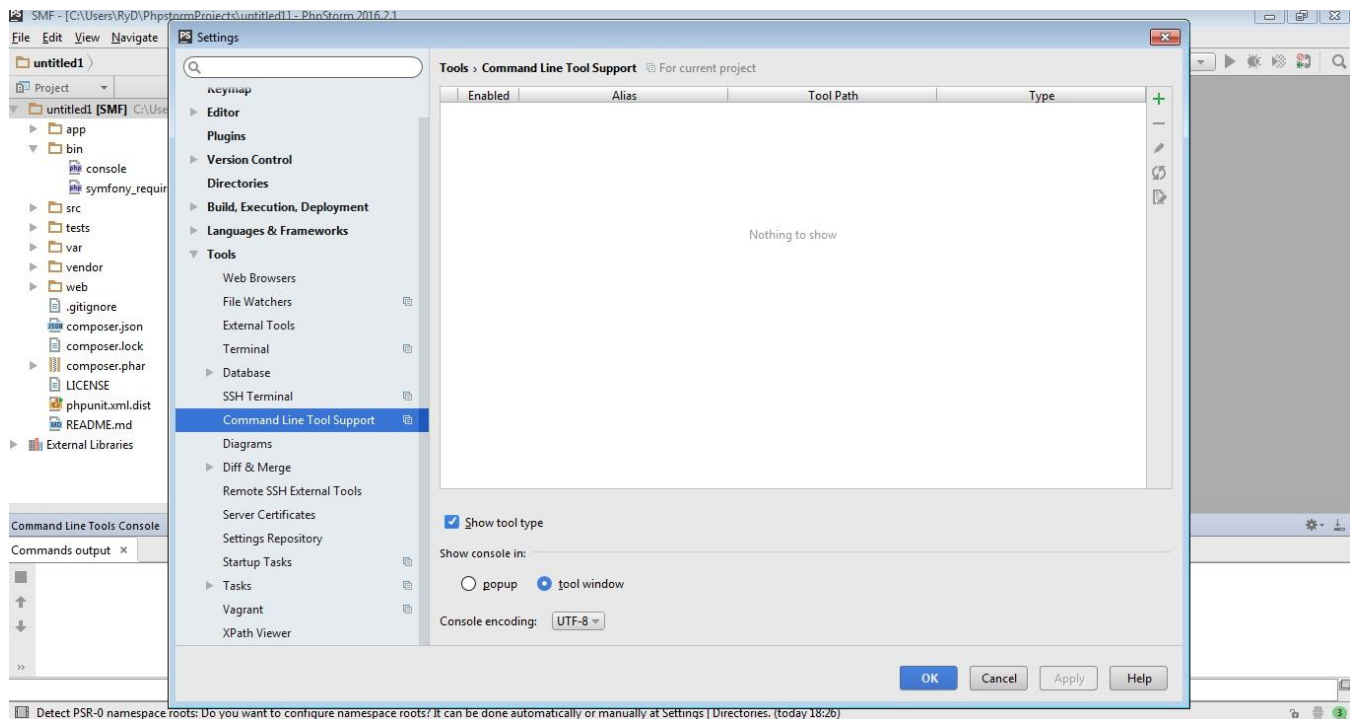 SMF - [C:\Users\RyD\PhpstormProjects\untitled1] - PhpStorm 2016.2.1
File Edit View Navigate
untitled1
Project
untitled1 [SMF] C:\Use
app
bin
console
symfony_requir
src
tests
var
vendor
web
.gitignore
composer.json
composer.lock
composer.phar
LICENSE
phpunit.xml.dist
README.md
External Libraries
Settings
Keymap
Editor
Plugins
Version Control
Directories
Build, Execution, Deployment
Languages & Frameworks
Tools
Web Browsers
File Watchers
External Tools
Terminal
Database
SSH Terminal
Command Line Tool Support
Diagrams
Diff & Merge
Remote SSH External Tools
Server Certificates
Settings Repository
Startup Tasks
Tasks
Vagrant
XPath Viewer
Tools › Command Line Tool Support For current project
Enabled Alias Tool Path Type
Nothing to show
Show tool type
Show console in:
popup tool window
Console encoding: UTF-8
OK Cancel Apply Help
Command Line Tools Console
Commands output ×
Detect PSR-0 namespace roots: Do you want to configure namespace roots? It can be done automatically or manually at Settings | Directories. (today 18:26)
3